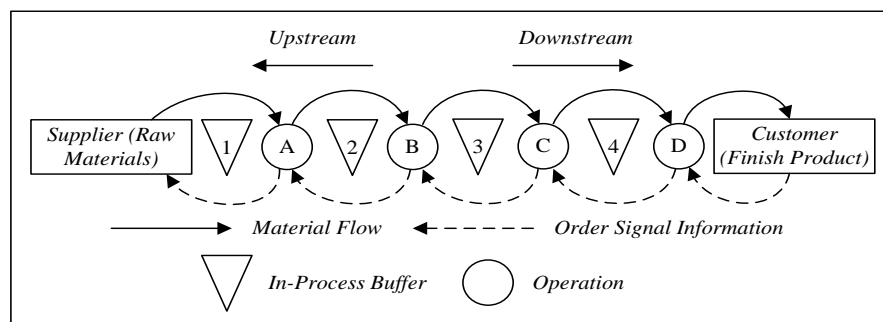 Upstream
Downstream
Supplier (Raw
Materials)
1
A
2
B
3
C
4
D
Customer
(Finish Product)
Material Flow
Order Signal Information
In-Process Buffer
Operation